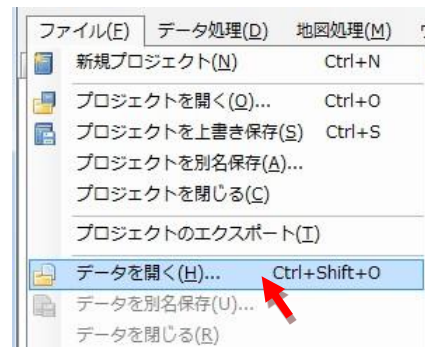 ファイル(F) データ処理(D) 地図処理(M)
新規プロジェクト(N) Ctrl+N
プロジェクトを開く(O)... Ctrl+O
プロジェクトを上書き保存(S) Ctrl+S
プロジェクトを別名保存(A)...
プロジェクトを閉じる(C)
プロジェクトのエクスポート(I)
データを開く(H)... Ctrl+Shift+O
データを別名保存(U)...
データを閉じる(R)